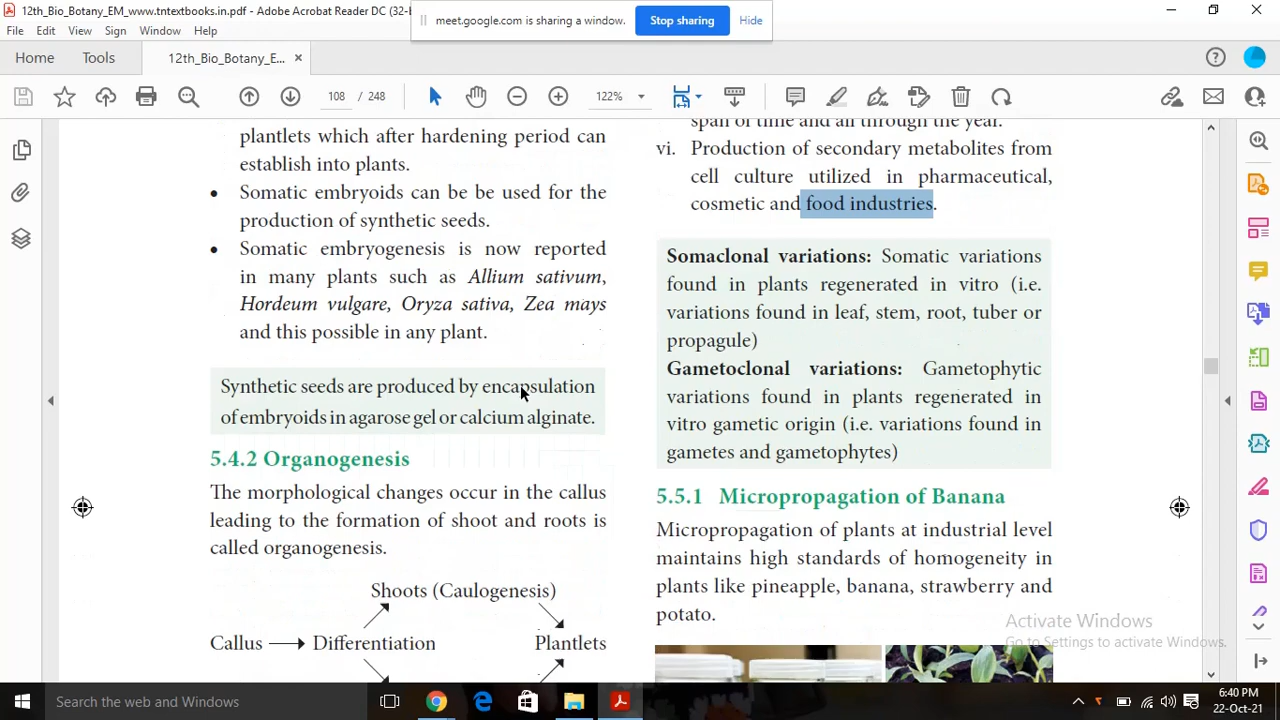 12th_Bio_Botany_EM_www.tntextbooks.in.pdf - Adobe Acrobat Reader DC (32-b
meet.google.com is sharing a window.
Stop sharing
Hide
File Edit View Sign Window Help
Home Tools 12th_Bio_Botany_E... ×
108 / 248
122%
plantlets which after hardening period can
establish into plants.
• Somatic embryoids can be be used for the
production of synthetic seeds.
• Somatic embryogenesis is now reported
in many plants such as Allium sativum,
Hordeum vulgare, Oryza sativa, Zea mays
and this possible in any plant.
Synthetic seeds are produced by encapsulation
of embryoids in agarose gel or calcium alginate.
5.4.2 Organogenesis
The morphological changes occur in the callus
leading to the formation of shoot and roots is
called organogenesis.
Shoots (Caulogenesis)
Callus Differentiation Plantlets
span of time and all through the year.
vi. Production of secondary metabolites from
cell culture utilized in pharmaceutical,
cosmetic and food industries.
Somaclonal variations: Somatic variations
found in plants regenerated in vitro (i.e.
variations found in leaf, stem, root, tuber or
propagule)
Gametoclonal variations: Gametophytic
variations found in plants regenerated in
vitro gametic origin (i.e. variations found in
gametes and gametophytes)
5.5.1 Micropropagation of Banana
Micropropagation of plants at industrial level
maintains high standards of homogeneity in
plants like pineapple, banana, strawberry and
potato.
Activate Windows
Go to Settings to activate Windows.
Search the web and Windows
6:40 PM
22-Oct-21